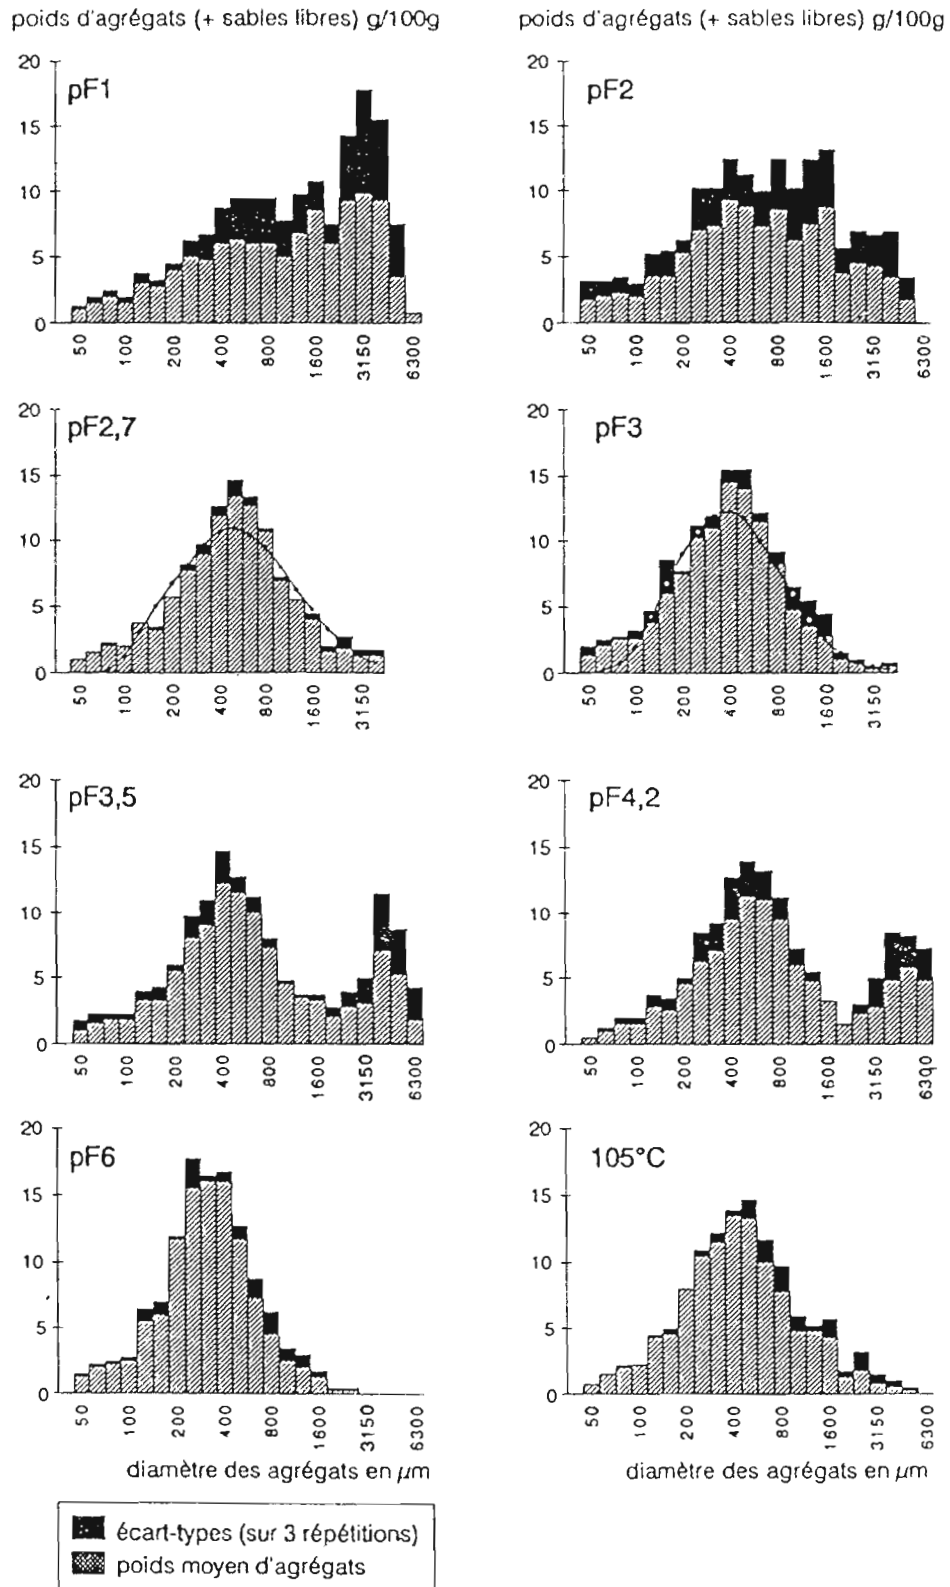 poids d'agrégats (+ sables libres) g/100g
poids d'agrégats (+ sables libres) g/100g
pF1
20
15
10
5
0
50 100 200 400 800 1600 3150 6300
pF2
20
15
10
5
0
50 100 200 400 800 1600 3150 6300
pF2,7
20
15
10
5
0
50 100 200 400 800 1600 3150
pF3
20
15
10
5
0
50 100 200 400 800 1600 3150
pF3,5
20
15
10
5
0
50 100 200 400 800 1600 3150 6300
pF4,2
20
15
10
5
0
50 100 200 400 800 1600 3150 6300
pF6
20
15
10
5
0
50 100 200 400 800 1600 3150 6300
diamètre des agrégats en µm
105°C
20
15
10
5
0
50 100 200 400 800 1600 3150 6300
diamètre des agrégats en µm
écart-types (sur 3 répétitions)
poids moyen d'agrégats